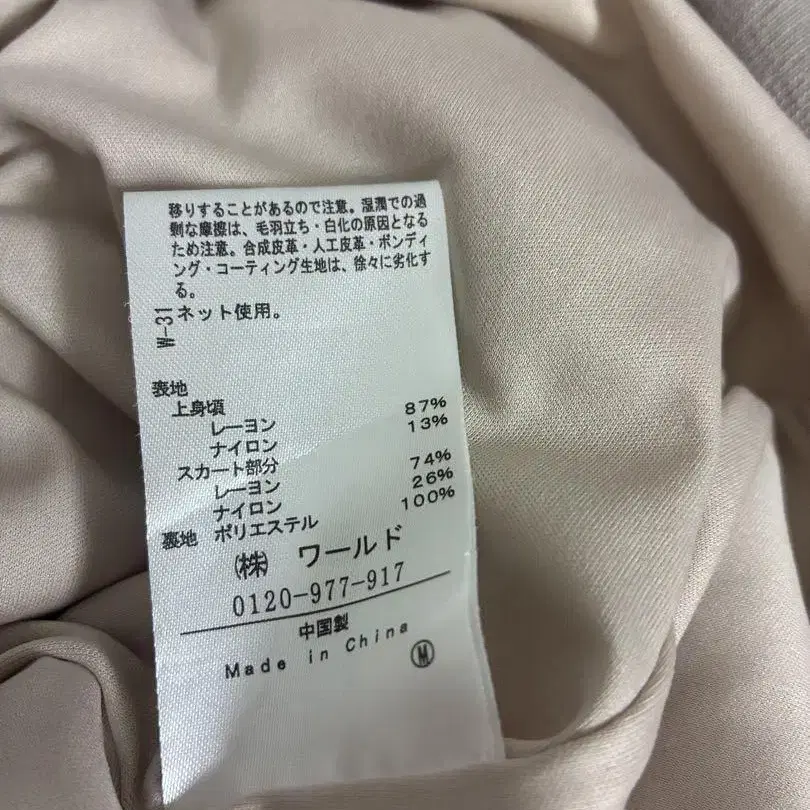 移りすることがあるので注意。湿潤での過
剰な摩擦は、毛羽立ち・白化の原因となる
ため注意。合成皮革・人工皮革・ボンディ
ング・コーティング生地は、徐々に劣化す
る。
W-31
ネット使用。
表地
上身頃
レーヨン 87%
ナイロン 13%
スカート部分
レーヨン 74%
ナイロン 26%
裏地 ポリエステル 100%
㈱ ワールド
0120-977-917
中国製
Made in China
Ⓜ